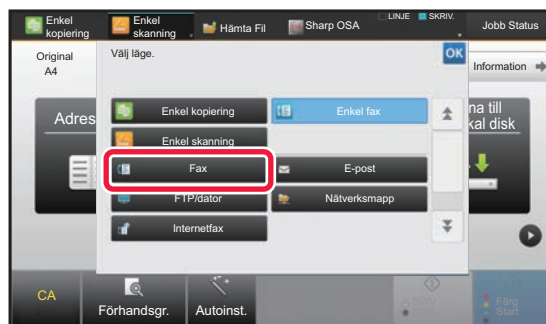 Enkel kopiering
Enkel skanning
Hämta Fil
Sharp OSA
LINJE
SKRIV.
Jobb Status
Original
A4
Välj läge.
OK
Information
Adres
na till
kal disk
Enkel kopiering
Enkel fax
Enkel skanning
Fax
E-post
FTP/dator
Nätverksmapp
Internetfax
CA
Förhandsgr.
Autoinst.
Färg
Start